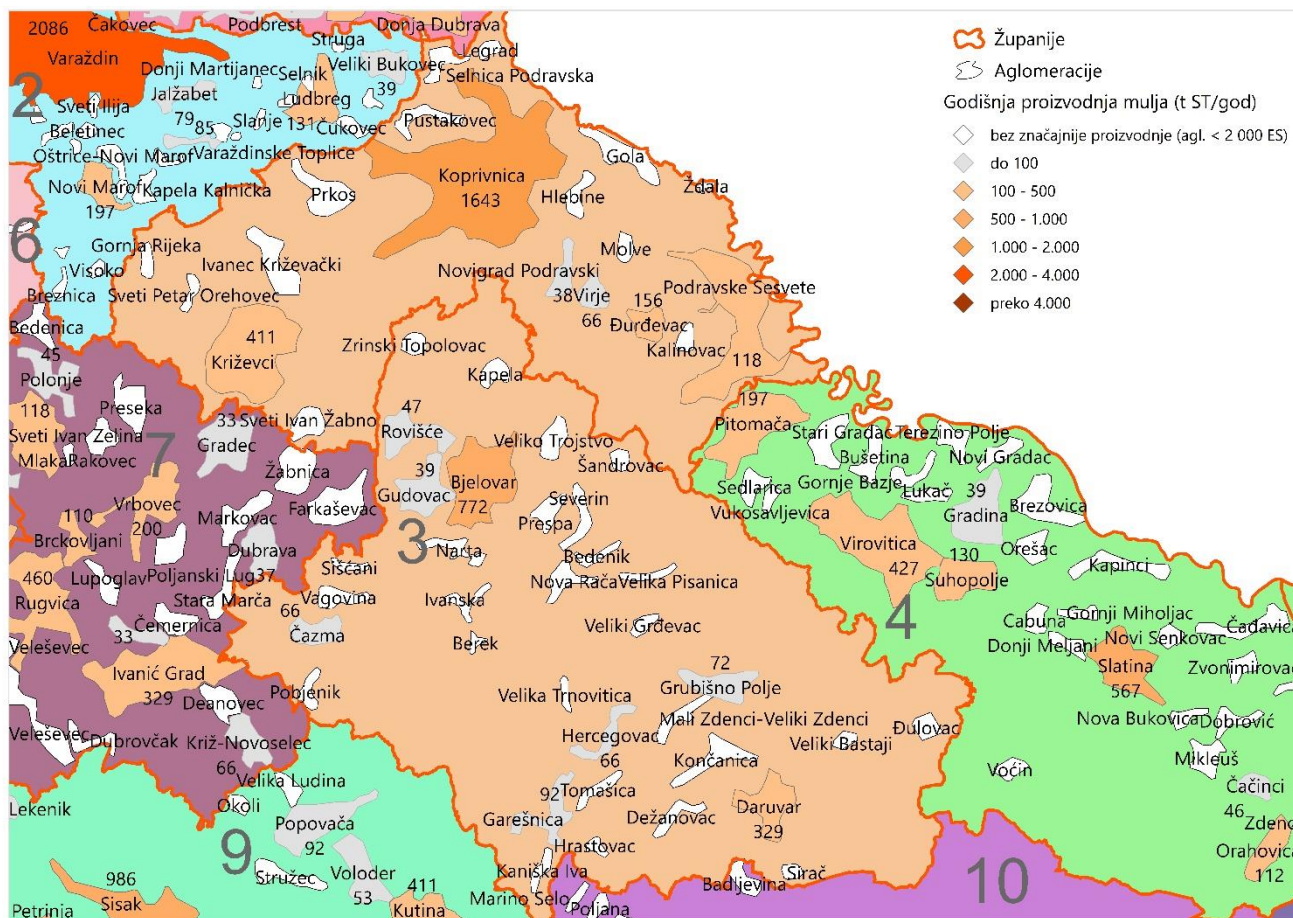 2086
Čakovec
Podbrest
Donja Dubrava
Varaždin
Struga
Legrad
Donji Martijanec
Selnik
Veliki Bukovec
Selnica Podravska
2
Jalžabet
Ludbreg
39
Sveti Ilija
79
85
Slanje
131
Čukovec
Pustakovec
Beletinec
Oštrice-Novi Marof
Varaždinske Toplice
Gola
Novi Marof
Kapela Kalnička
Prkos
Koprivnica
Hlebine
Ždala
197
1643
6
Gornja Rijeka
Molve
Visoko
Ivanec Križevački
Novigrad Podravski
Breznica
Sveti Petar Orehovec
38
Virje
156
Podravske Sesvete
Bedenica
66
Đurđevac
411
Zrinski Topolovac
Kalinovac
45
Križevci
118
Polonje
Kapela
Preseka
47
197
118
33
Sveti Ivan Žabno
Rovišće
Veliko Trojstvo
Pitomača
Sveti Ivan Zelina
Gradec
Stari Gradac
Terezino Polje
7
Mlaka
Rakovec
Žabnica
39
Bjelovar
Šandrovac
Bušetina
Novi Gradac
Vrbovec
Farkaševac
Gudovac
772
Severin
Sedlarica
Gornje Bazje
Lukač
39
110
200
Markovac
3
Prespa
Vukosavljevica
Gradina
Brezovica
Brckovljani
Dubrava
Narta
Bedenik
Virovitica
130
Orešac
460
Lupoglav
Poljanski Lug
37
Šišćani
Nova Rača
Velika Pisanica
427
Suhopolje
Kapinci
Rugvica
Stara Marča
66
Vagovina
Ivanska
4
33
Čemernica
Čazma
Veliki Grđevac
Cabuna
Gornji Miholjac
Čađavica
Veleševec
Berek
Donji Meljani
Novi Senkovac
Ivanić Grad
72
Slatina
Zvonimirovac
329
Pobjenik
Velika Trnovitica
Grubišno Polje
567
Deanovec
Mali Zdenci-Veliki Zdenci
Đulovac
Nova Bukovica
Dobrović
Veleševec
Dubrovčak
Križ-Novoselec
Hercegovac
66
Veliki Bastaji
Mikleuš
66
Končanica
Voćin
Velika Ludina
92
Tomašica
Čačinci
Lekenik
Okoli
Daruvar
46
9
Popovača
Garešnica
Dežanovac
329
Zdenci
92
Hrastovac
Orahovica
986
Stružec
Voloder
Kaniška Iva
10
112
Sisak
53
411
Badljevina
Sirač
Petrinja
Kutina
Marino Selo
Poljana
Županije
Aglomeracije
Godišnja proizvodnja mulja (t ST/god)
bez značajnije proizvodnje (agl. < 2 000 ES)
do 100
100 - 500
500 - 1.000
1.000 - 2.000
2.000 - 4.000
preko 4.000